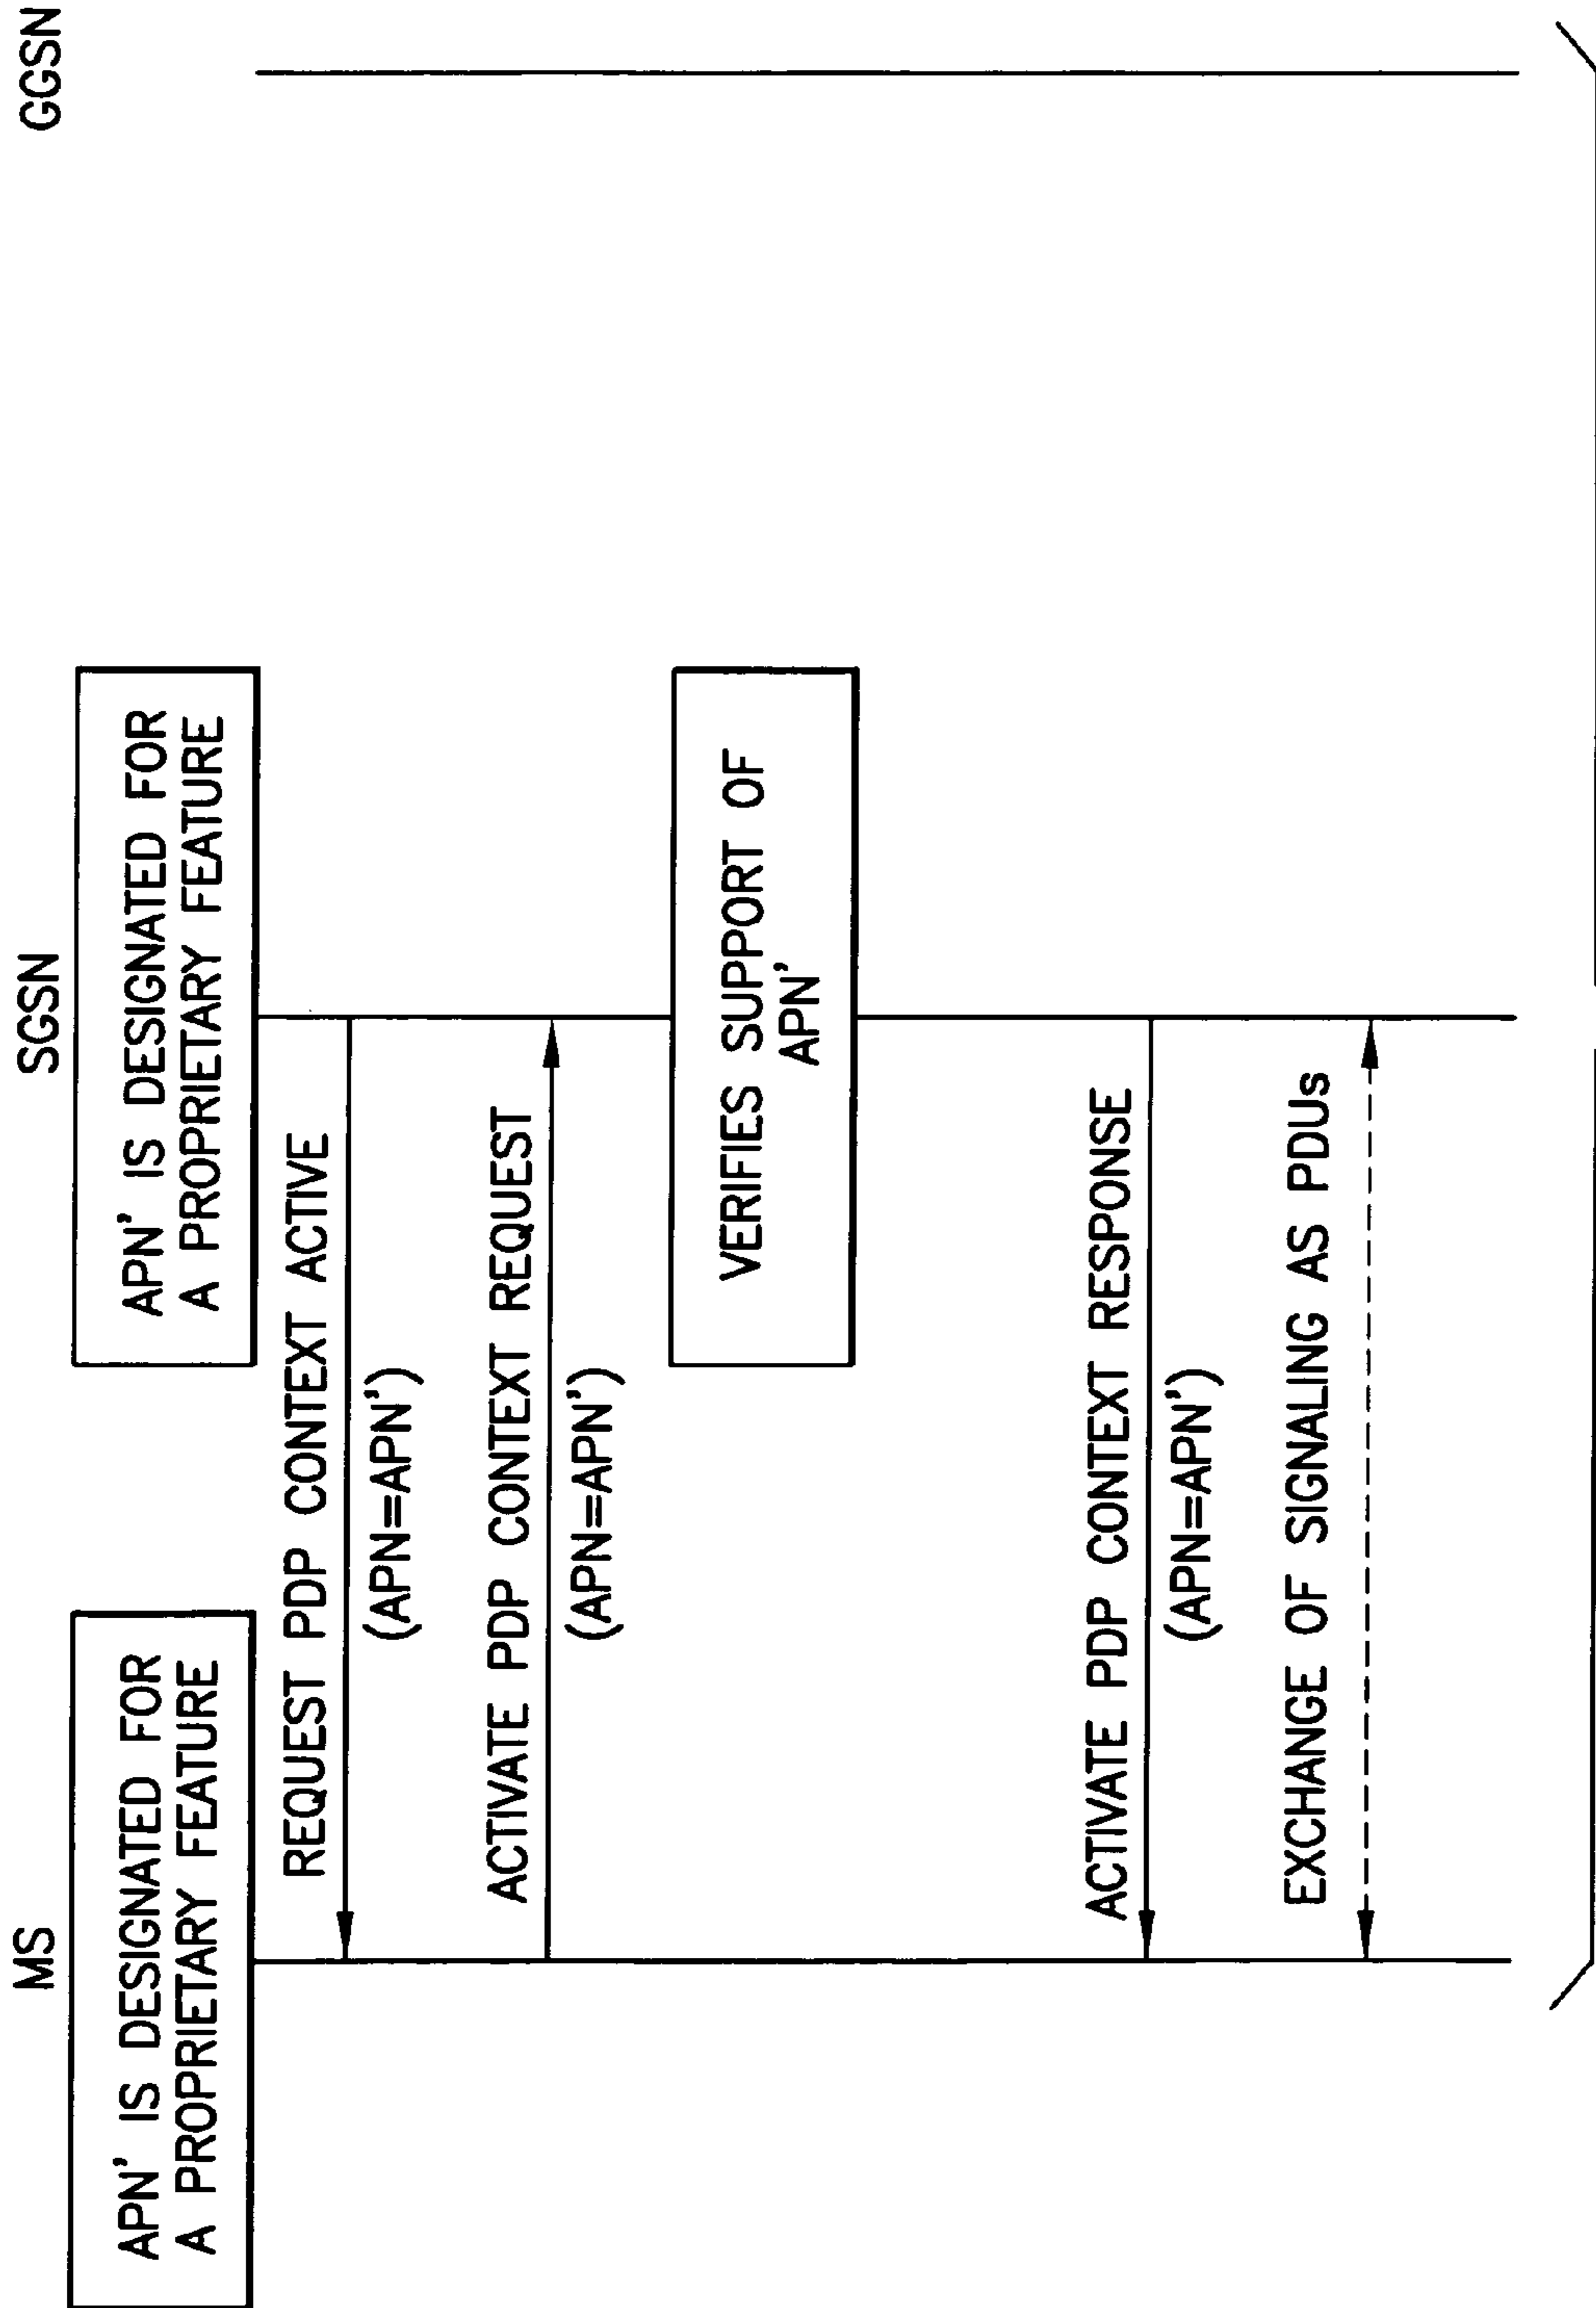 MS
SGSN
GGSN
APN' IS DESIGNATED FOR
A PROPRIETARY FEATURE
APN' IS DESIGNATED FOR
A PROPRIETARY FEATURE
REQUEST PDP CONTEXT ACTIVE
(APN=APN')
ACTIVATE PDP CONTEXT REQUEST
(APN=APN')
VERIFIES SUPPORT OF
APN'
ACTIVATE PDP CONTEXT RESPONSE
(APN=APN')
EXCHANGE OF SIGNALING AS PDUs